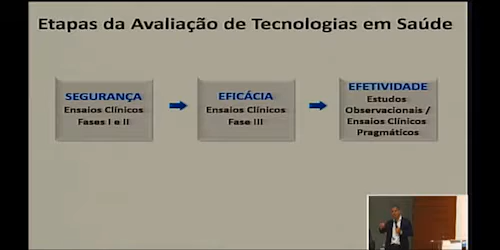 Etapas da Avaliação de Tecnologias em Saúde
SEGURANÇA
Ensaios Clínicos
Fases I e II
EFICÁCIA
Ensaios Clínicos
Fase III
EFETIVIDADE
Estudos
Observacionais /
Ensaios Clínicos
Pragmáticos